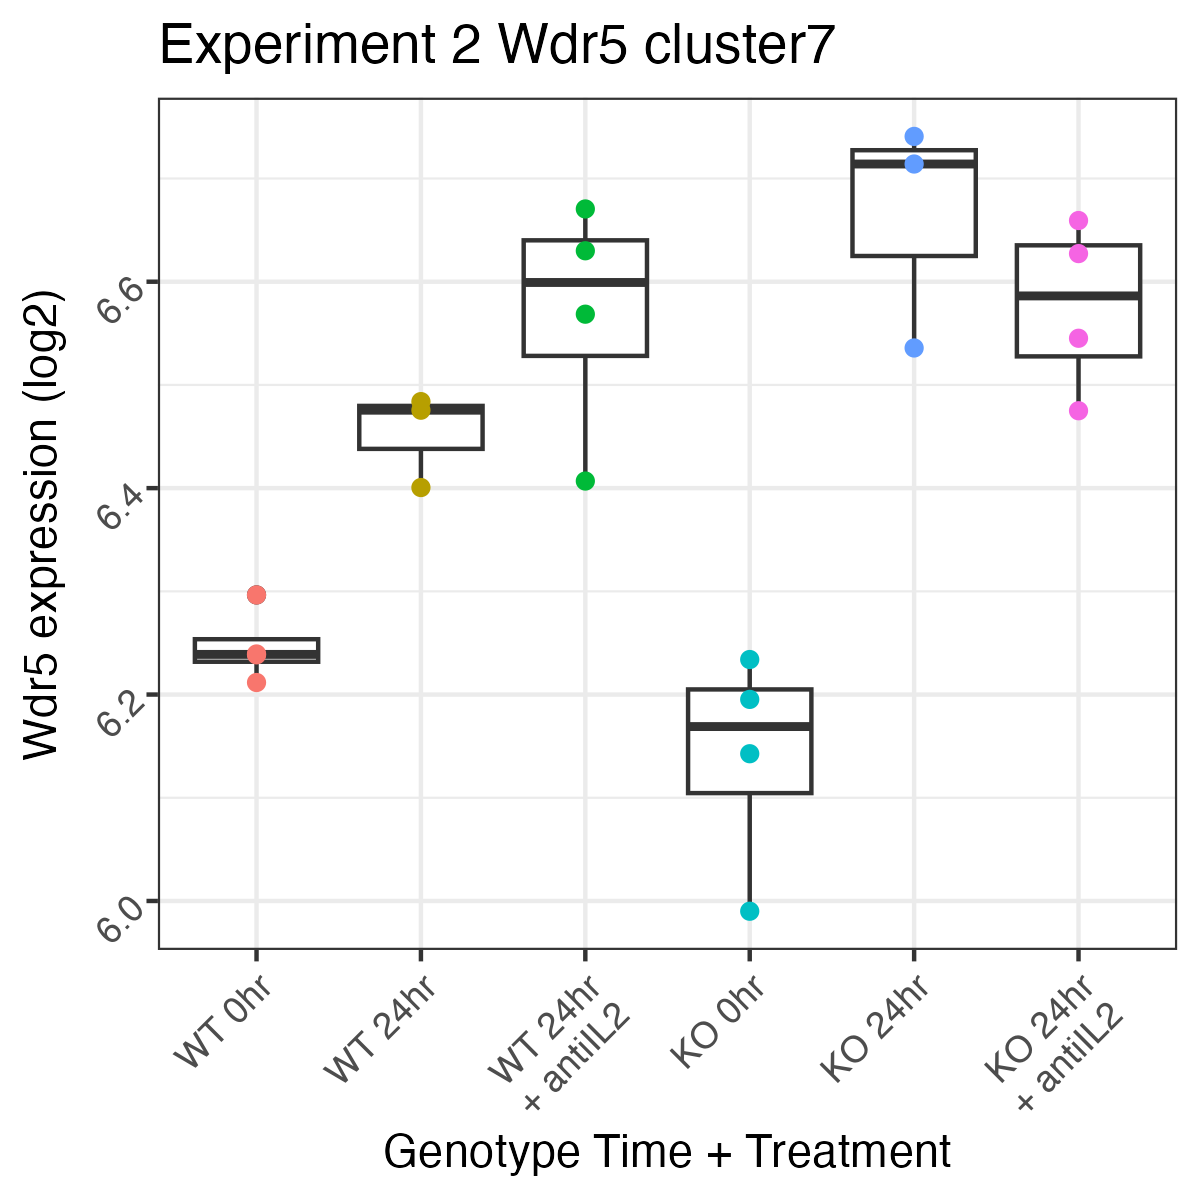 Experiment 2 Wdr5 cluster7
Wdr5 expression (log2)
6.6
6.4
6.2
6.0
WT 0hr
WT 24hr
WT 24hr
+ antiIL2
KO 0hr
KO 24hr
KO 24hr
+ antiIL2
Genotype Time + Treatment